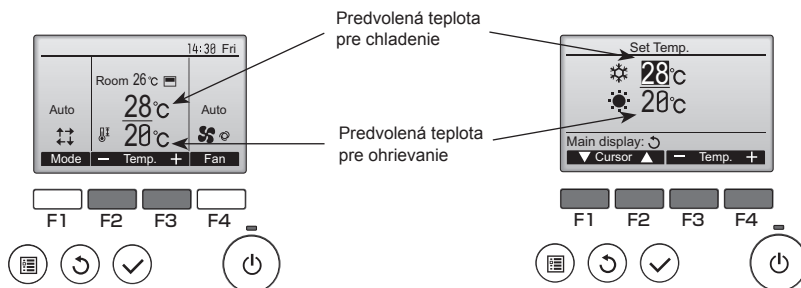 Predvolená teplota
pre chladenie
14:30 Fri
Room 26°C
28°C
Auto
Auto
20°C
Mode − Temp. + Fan
F1 F2 F3 F4
Predvolená teplota
pre ohrievanie
Set Temp.
28°C
20°C
Main display:
▼ Cursor ▲ − Temp. +
F1 F2 F3 F4